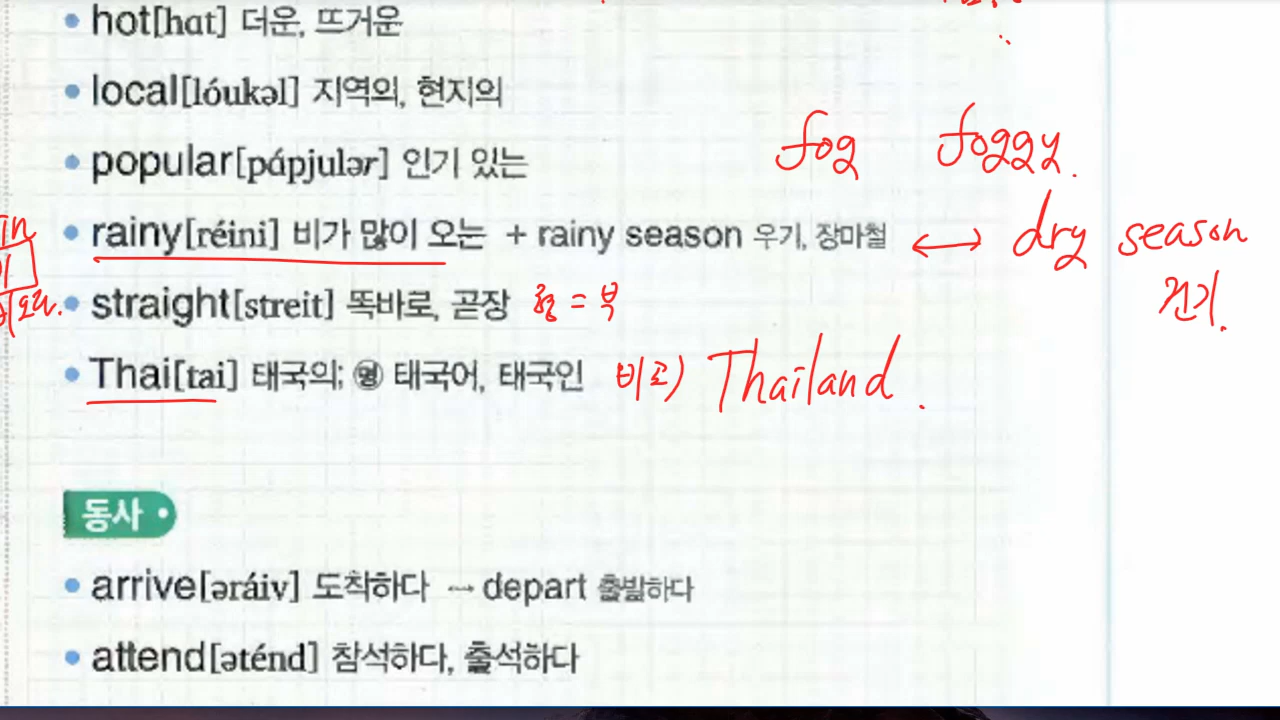 hot[hɑt] 더운, 뜨거운
local[lóukəl] 지역의, 현지의
fog foggy.
popular[pápjulər] 인기 있는
rainy[réini] 비가 많이 오는 + rainy season 우기, 장마철 ↔ dry season
건기.
straight[streit] 똑바로, 곧장 형 = 부
Thai[tai] 태국의; 명 태국어, 태국인 비교) Thailand.
동사
arrive[əráiv] 도착하다 ↔ depart 출발하다
attend[əténd] 참석하다, 출석하다